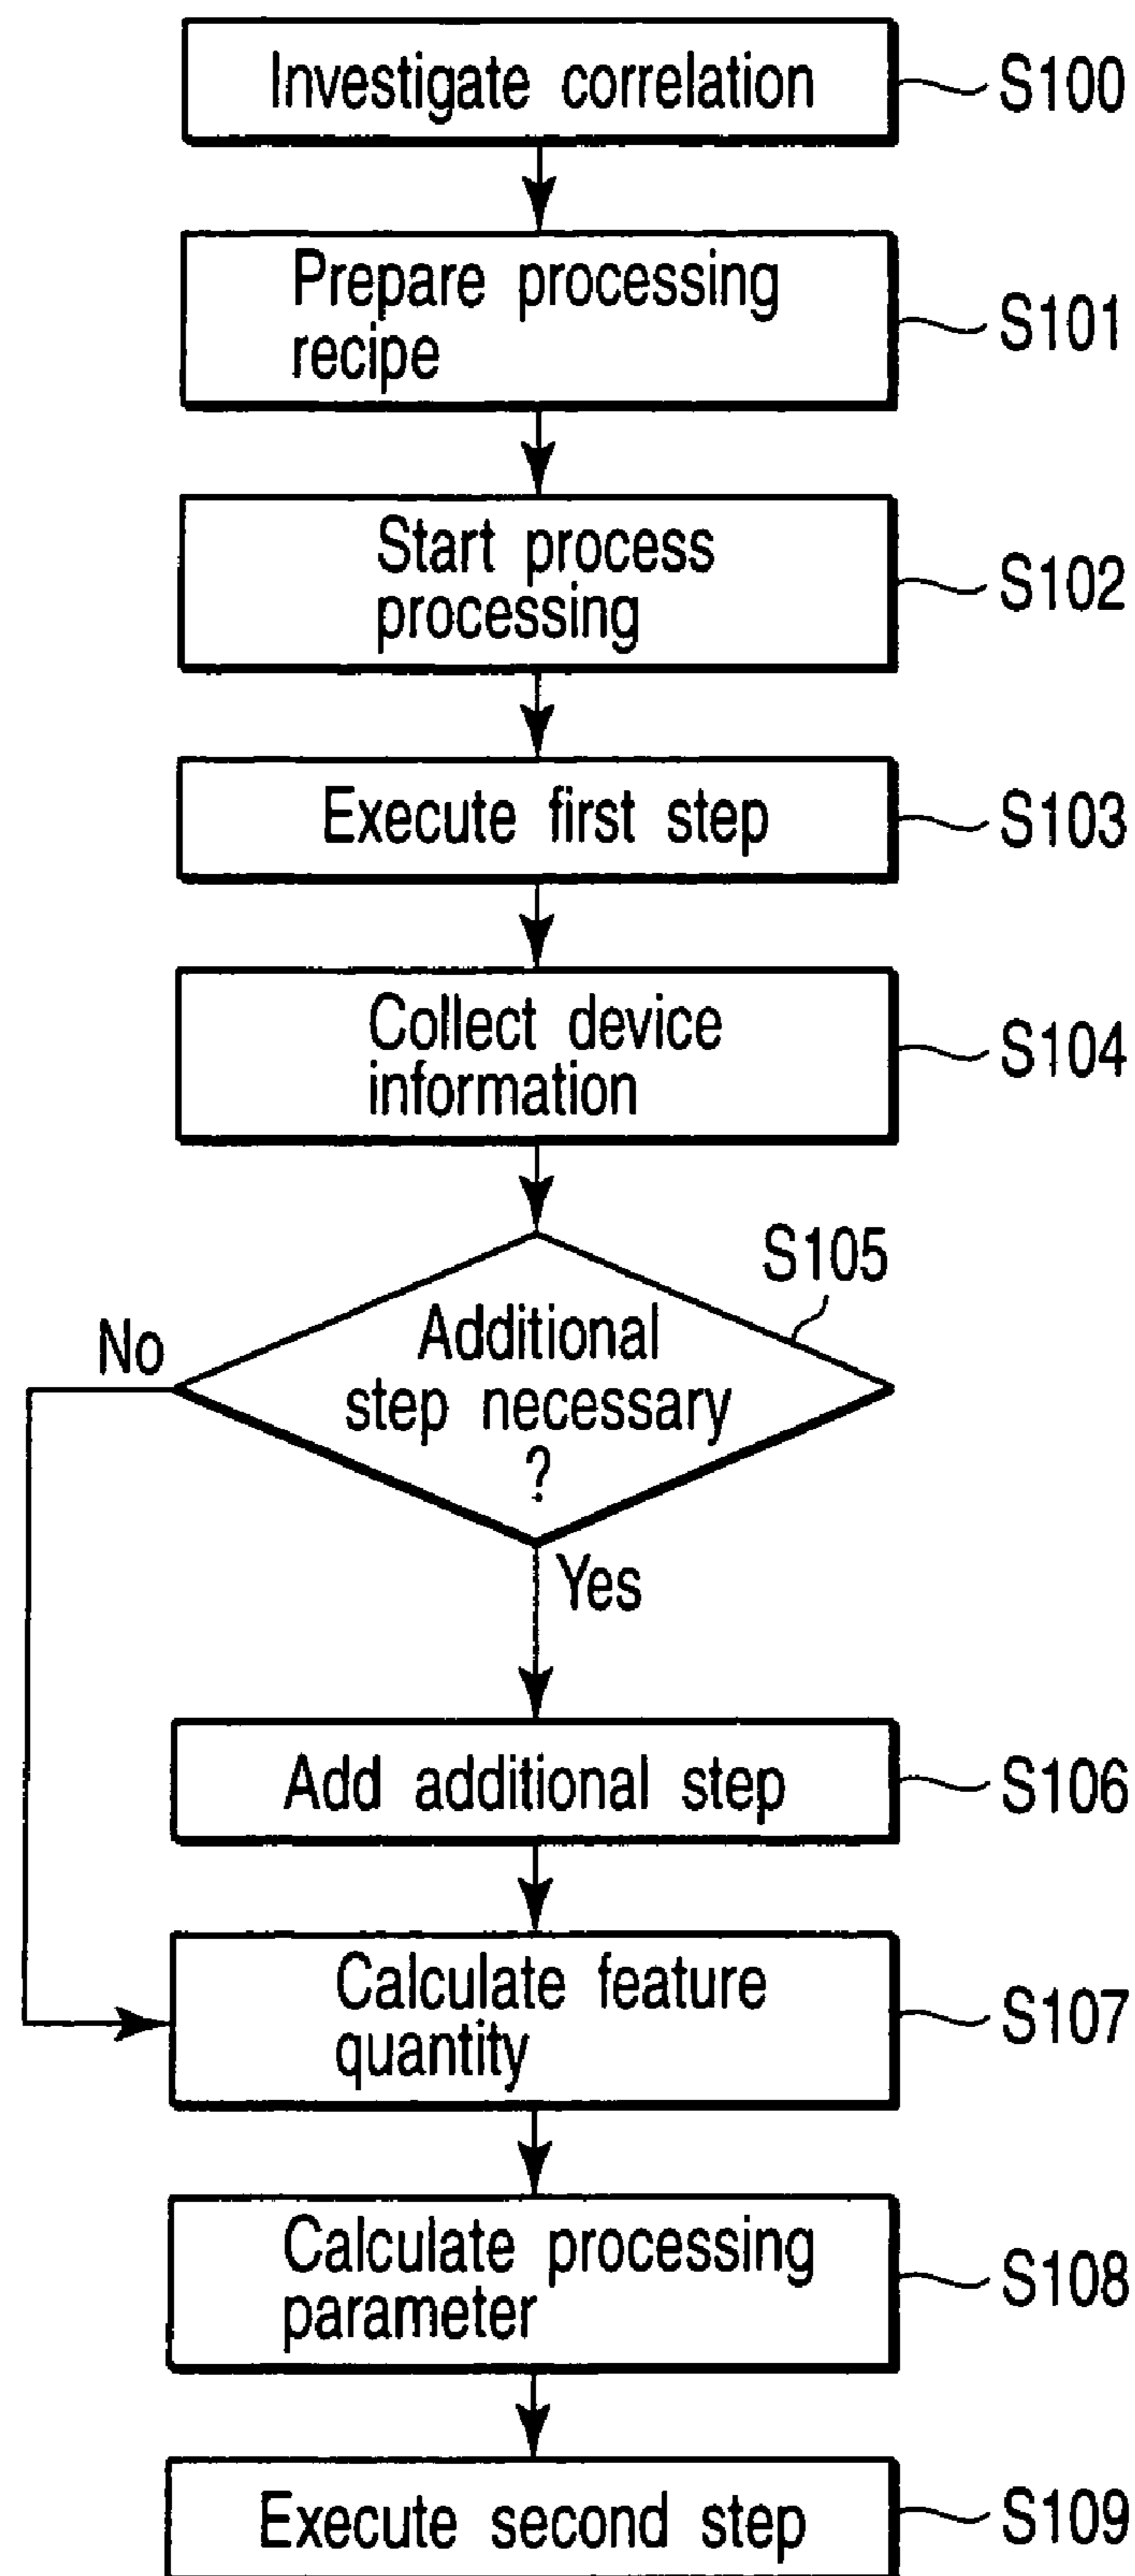 Investigate correlation
S100
Prepare processing
recipe
S101
Start process
processing
S102
Execute first step
S103
Collect device
information
S104
S105
No
Additional
step necessary
?
Yes
Add additional step
S106
Calculate feature
quantity
S107
Calculate processing
parameter
S108
Execute second step
S109